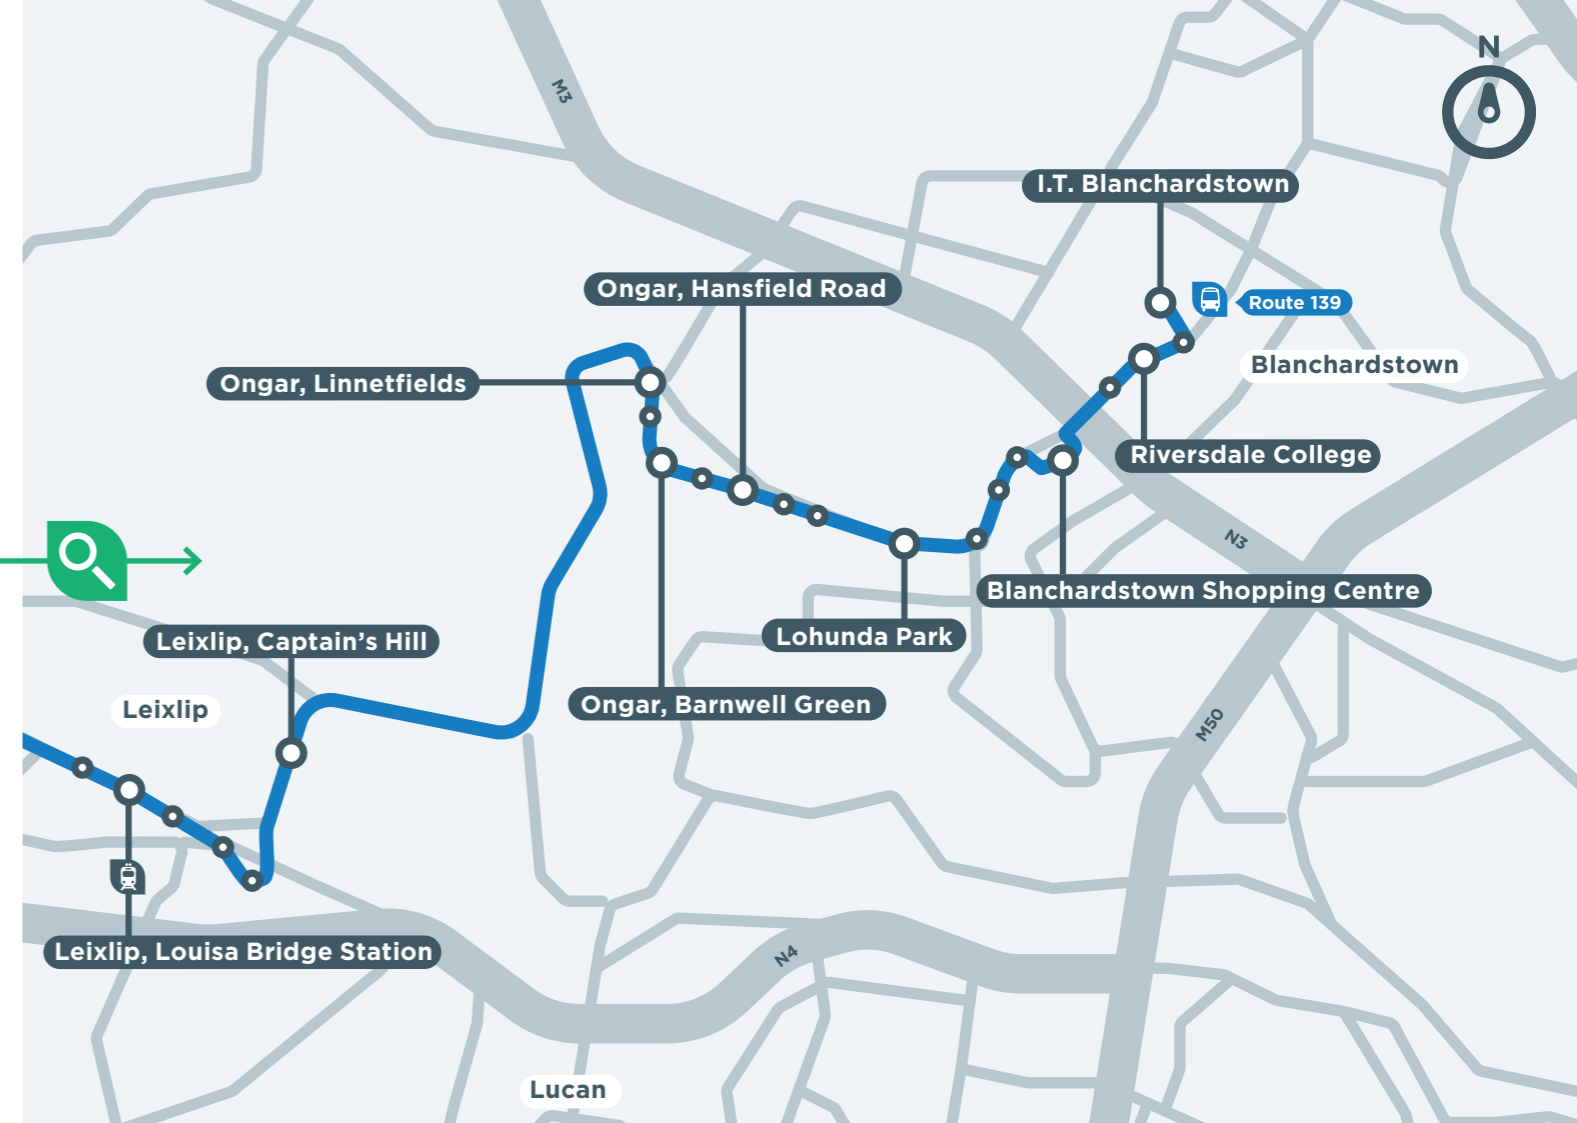 N
M3
I.T. Blanchardstown
Ongar, Hansfield Road
Route 139
Blanchardstown
Ongar, Linnetfields
Riversdale College
N3
Blanchardstown Shopping Centre
Leixlip, Captain's Hill
Lohunda Park
Ongar, Barnwell Green
Leixlip
M50
Leixlip, Louisa Bridge Station
N4
Lucan